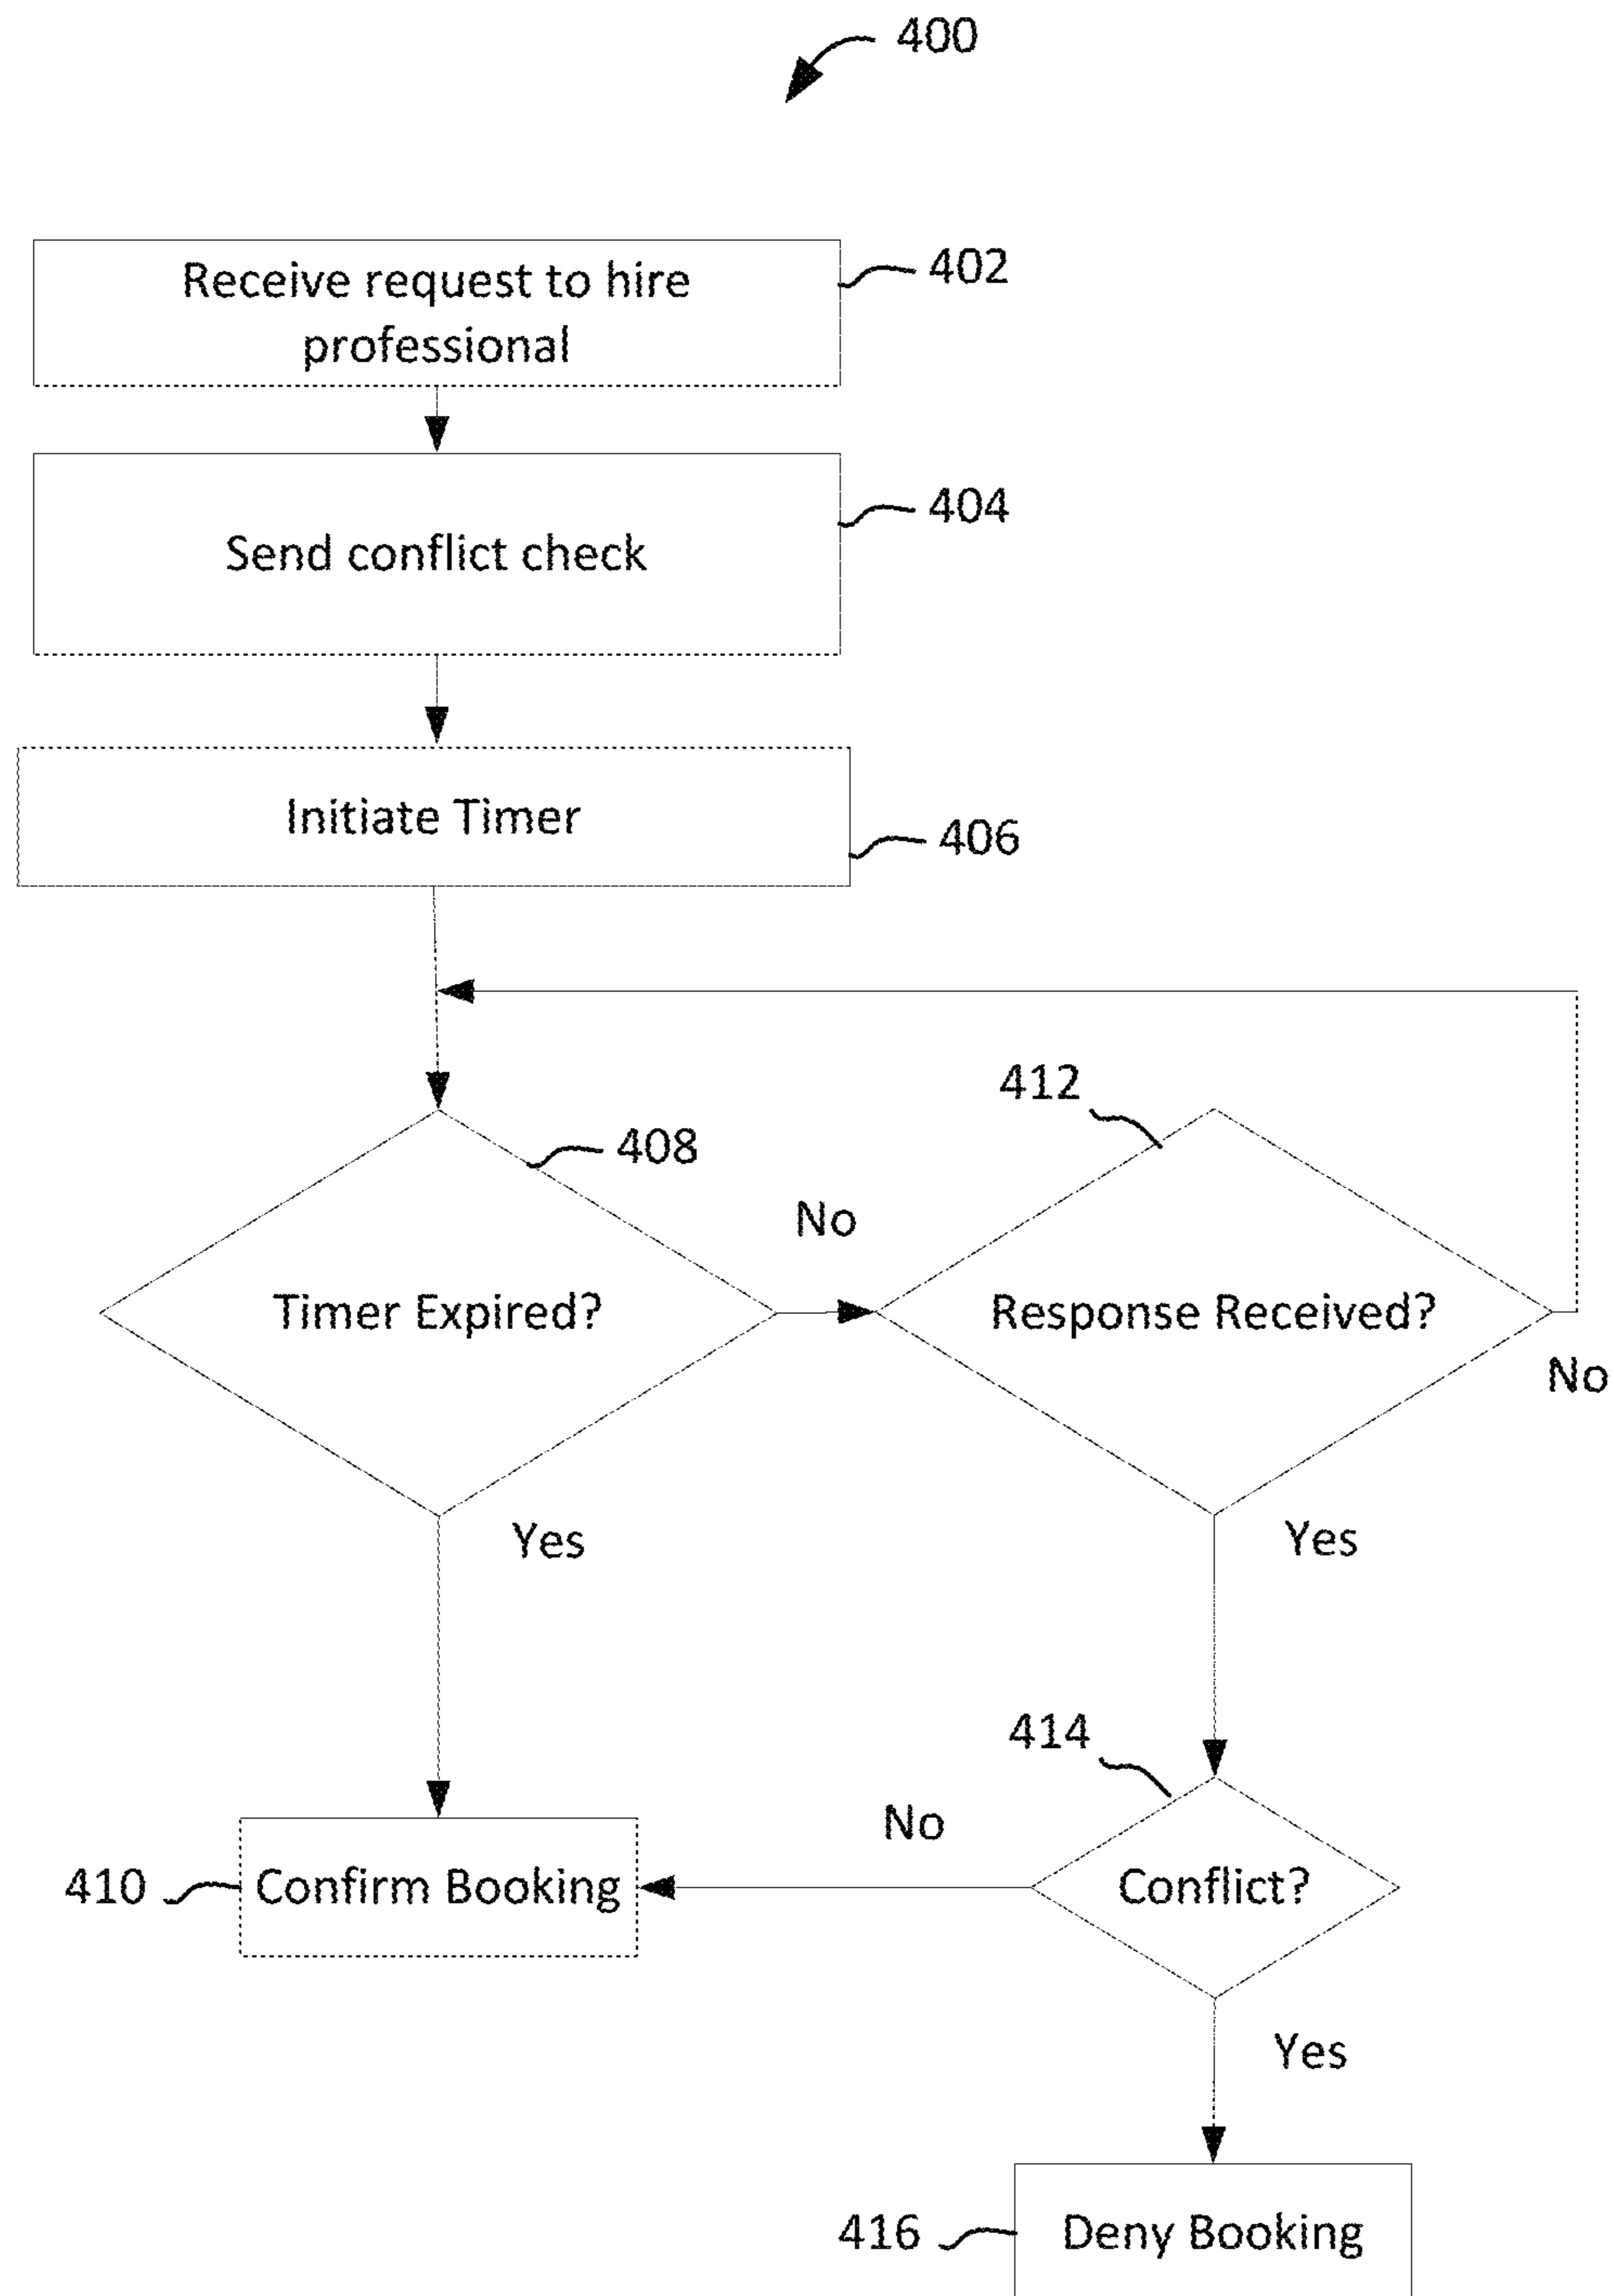 400
Receive request to hire
professional
402
Send conflict check
404
Initiate Timer
406
408
412
No
Timer Expired?
Response Received?
No
Yes
Yes
414
No
410
Confirm Booking
Conflict?
Yes
416
Deny Booking